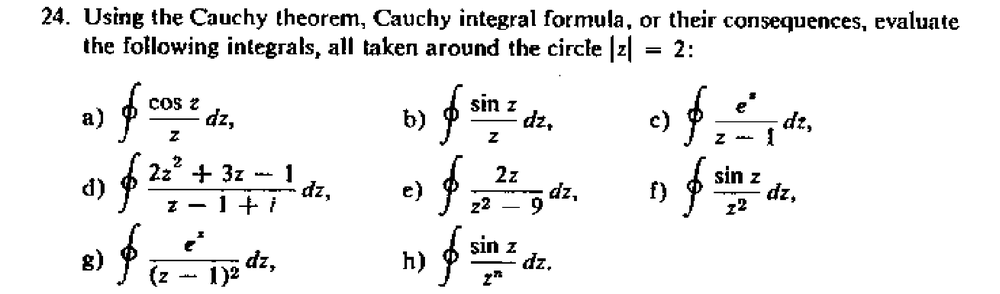 24. Using the Cauchy theorem, Cauchy integral formula, or their consequences, evaluate
the following integrals, all taken around the circle |z| = 2:
a) ∮ cos z / z dz, b) ∮ sin z / z dz, c) ∮ e^z / (z − 1) dz,
d) ∮ (2z² + 3z − 1) / (z − 1 + i) dz, e) ∮ 2z / (z² − 9) dz, f) ∮ sin z / z² dz,
g) ∮ e^z / (z − 1)² dz, h) ∮ sin z / zⁿ dz.